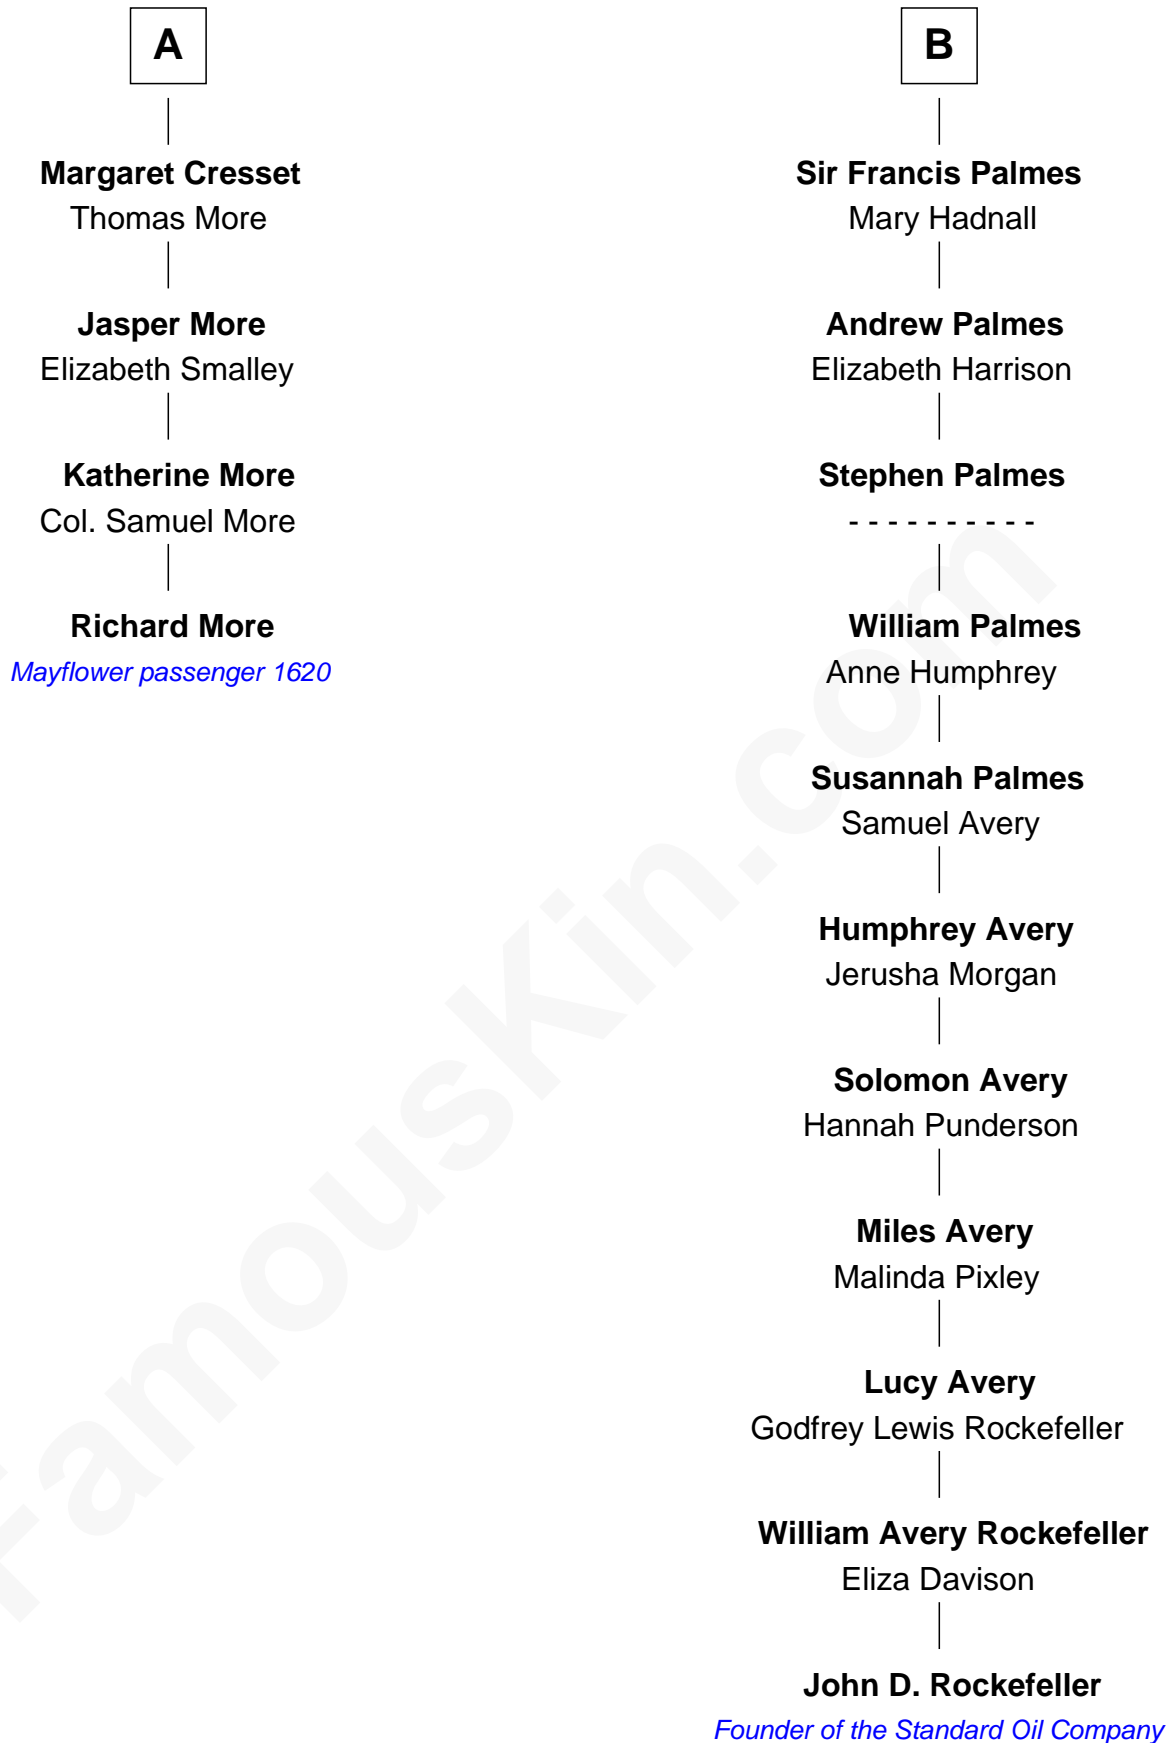 A
Margaret Cresset
Thomas More
Jasper More
Elizabeth Smalley
Katherine More
Col. Samuel More
Richard More
Mayflower passenger 1620
B
Sir Francis Palmes
Mary Hadnall
Andrew Palmes
Elizabeth Harrison
Stephen Palmes
- - - - - - - - - -
William Palmes
Anne Humphrey
Susannah Palmes
Samuel Avery
Humphrey Avery
Jerusha Morgan
Solomon Avery
Hannah Punderson
Miles Avery
Malinda Pixley
Lucy Avery
Godfrey Lewis Rockefeller
William Avery Rockefeller
Eliza Davison
John D. Rockefeller
Founder of the Standard Oil Company
FamousKin.com